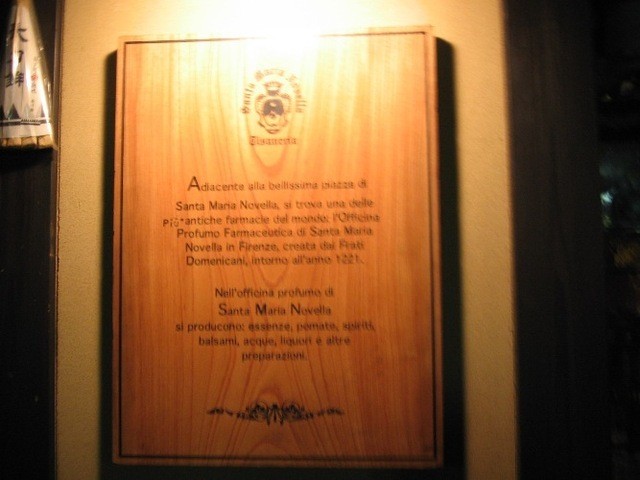 Santa Maria Novella
Tisaneria
Adiacente alla bellissima piazza di
Santa Maria Novella, si trova una delle
più antiche farmacie del mondo: l'Officina
Profumo Farmaceutica di Santa Maria
Novella in Firenze, creata dai Frati
Domenicani, intorno all'anno 1221.
Nell'officina profumo di
Santa Maria Novella
si producono: essenze, pomate, spiriti,
balsami, acque, liquori e altre
preparazioni.